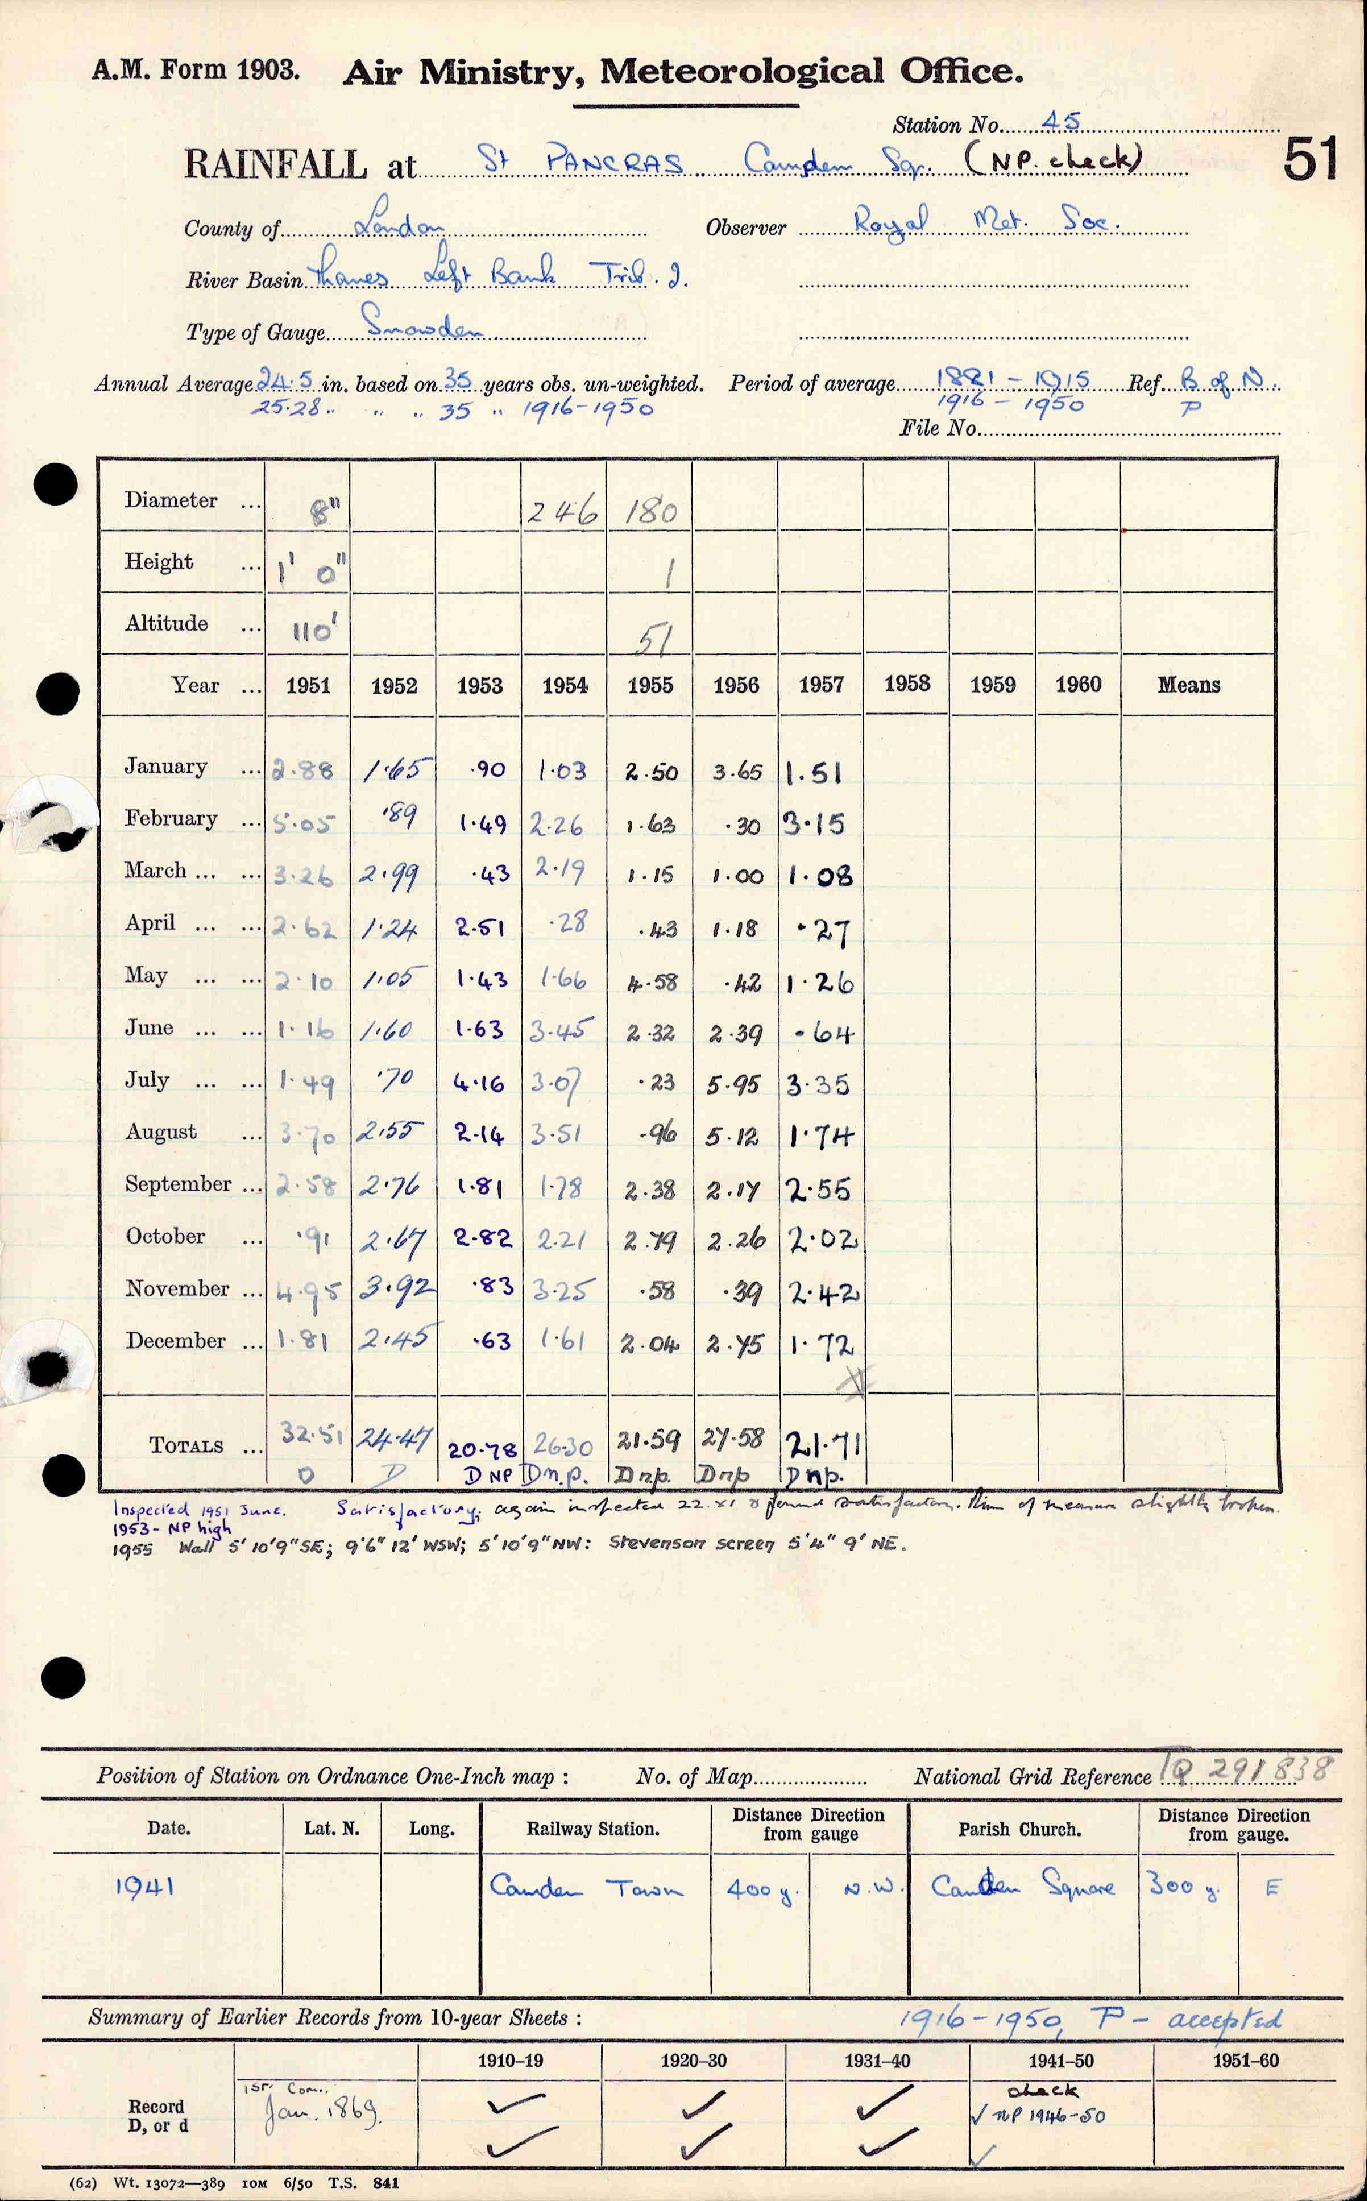 A.M. Form 1903. Air Ministry, Meteorological Office.
Station No. 45
RAINFALL at St PANCRAS Camden Sqr. (NP. check) 51
County of London Observer Royal Met. Soc.
River Basin Thames Left Bank Trib. 2.
Type of Gauge Snowdon
Annual Average 24.5 in. based on 35 years obs. un-weighted. Period of average 1881 - 1915 Ref. B of N.
25.28 " " " 35 " 1916-1950 1916 - 1950 P
File No.
Diameter ... 8" 246 180
Height ... 1' 0" 1
Altitude ... 110' 51
Year ... 1951 1952 1953 1954 1955 1956 1957 1958 1959 1960 Means
January ... 2.88 1.65 .90 1.03 2.50 3.65 1.51
February ... 5.05 .89 1.49 2.26 1.63 .30 3.15
March ... ... 3.26 2.99 .43 2.19 1.15 1.00 1.08
April ... ... 2.62 1.24 2.51 .28 .43 1.18 .27
May ... ... 2.10 1.05 1.43 1.66 4.58 .42 1.26
June ... ... 1.16 1.60 1.63 3.45 2.32 2.39 .64
July ... ... 1.49 .70 4.16 3.07 .23 5.95 3.35
August ... 3.70 2.55 2.14 3.51 .96 5.12 1.74
September ... 2.58 2.76 1.81 1.78 2.38 2.17 2.55
October ... .91 2.67 2.82 2.21 2.79 2.26 2.02
November ... 4.95 3.92 .83 3.25 .58 .39 2.42
December ... 1.81 2.45 .63 1.61 2.04 2.75 1.72
TOTALS ... 32.51 24.47 20.78 26.30 21.59 27.58 21.71
D D D NP D n.p. D n.p. D n.p D n.p.
Inspected 1951 June. Satisfactory; again inspected 22.XI & found satisfactory. Rim of measure slightly broken.
1953 - NP high
1955 Wall 5' 10'9" SE; 9'6" 12' WSW; 5' 10'9" NW: Stevenson screen 5'4" 9' NE.
Position of Station on Ordnance One-Inch map : No. of Map National Grid Reference TQ 291838
Date. Lat. N. Long. Railway Station. Distance Direction from gauge Parish Church. Distance Direction from gauge.
1941 Camden Town 400 y. N.W. Camden Square 300 y. E
Summary of Earlier Records from 10-year Sheets : 1916-1950, P - accepted
1910–19 1920–30 1931–40 1941–50 1951–60
Record D, or d 1st. Com. Jan. 1869. ✓ ✓ ✓ check ✓ NP 1946-50
✓ ✓ ✓ ✓
(62) Wt. 13072—389 10M 6/50 T.S. 841